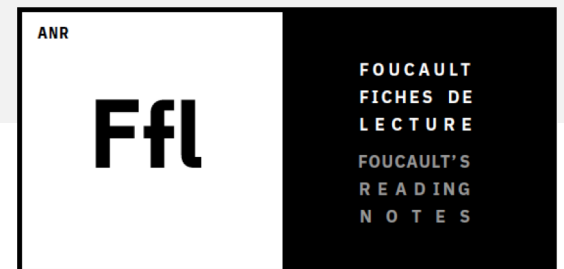 ANR
Ffl
FOUCAULT
FICHES DE
LECTURE
FOUCAULT'S
READING
NOTES